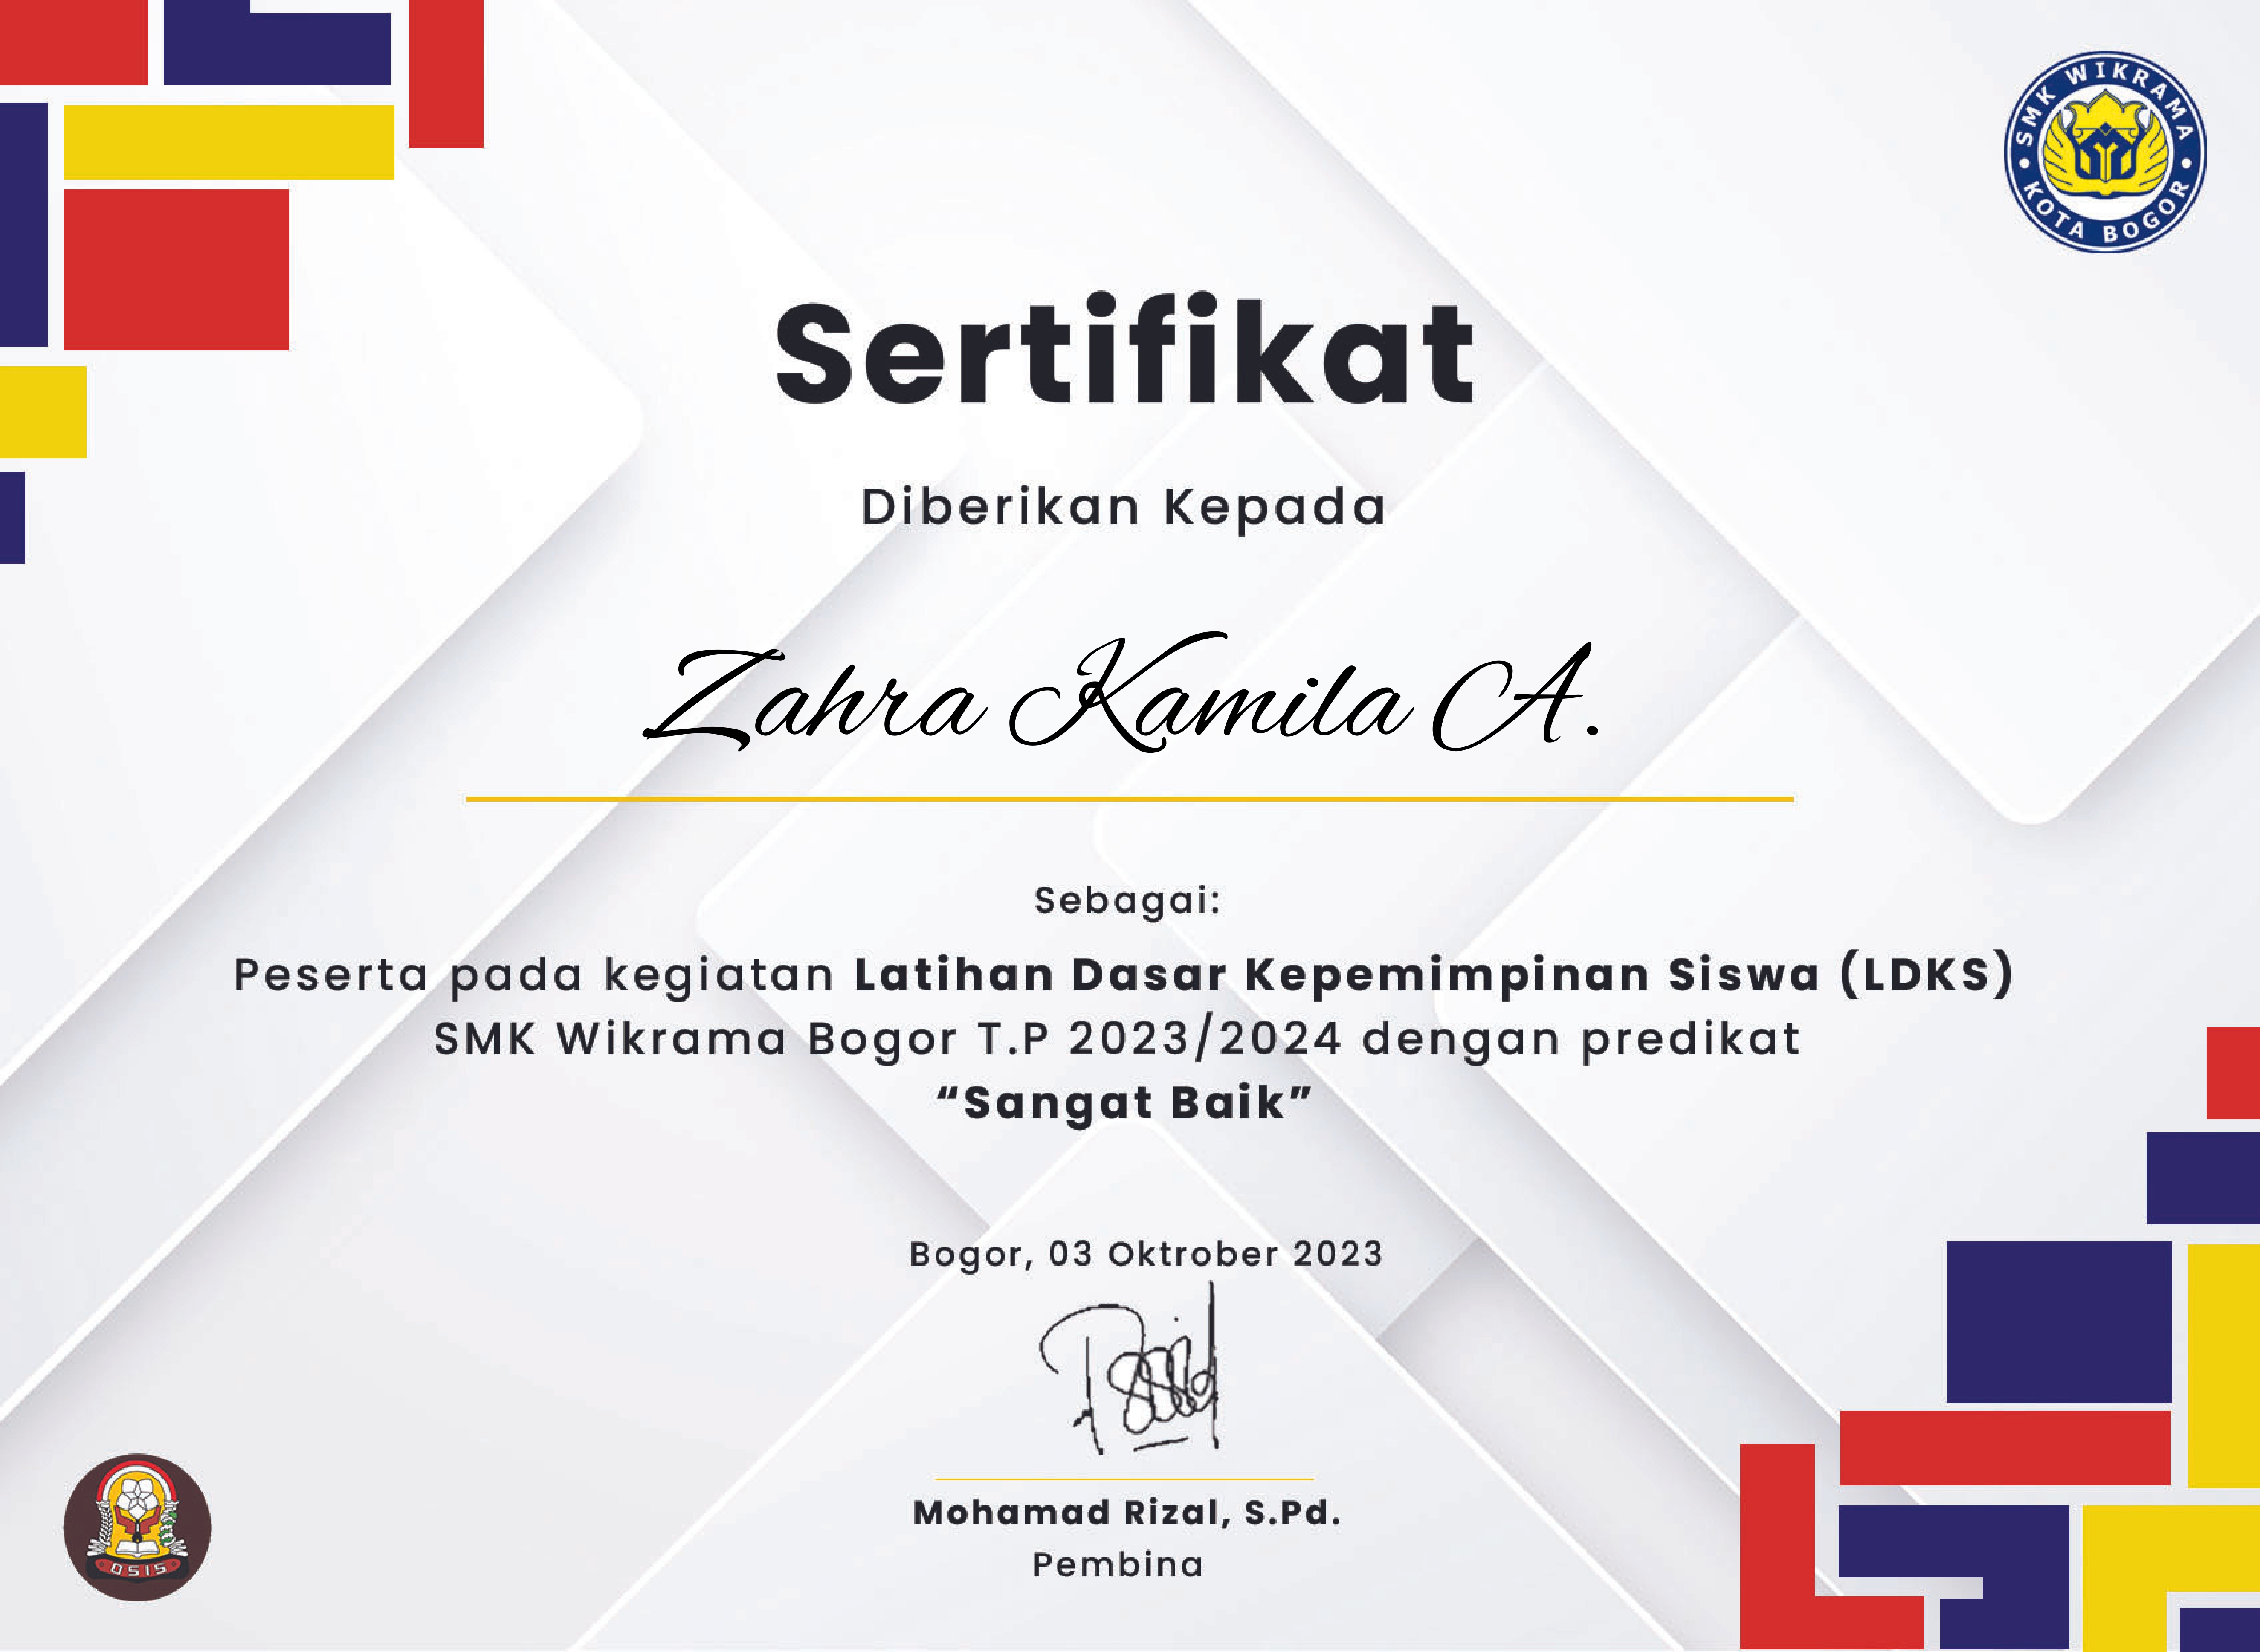 SMK WIKRAMA
KOTA BOGOR
Sertifikat
Diberikan Kepada
Zahra Kamila A.
Sebagai:
Peserta pada kegiatan Latihan Dasar Kepemimpinan Siswa (LDKS)
SMK Wikrama Bogor T.P 2023/2024 dengan predikat
“Sangat Baik”
Bogor, 03 Oktrober 2023
Mohamad Rizal, S.Pd.
Pembina
OSIS